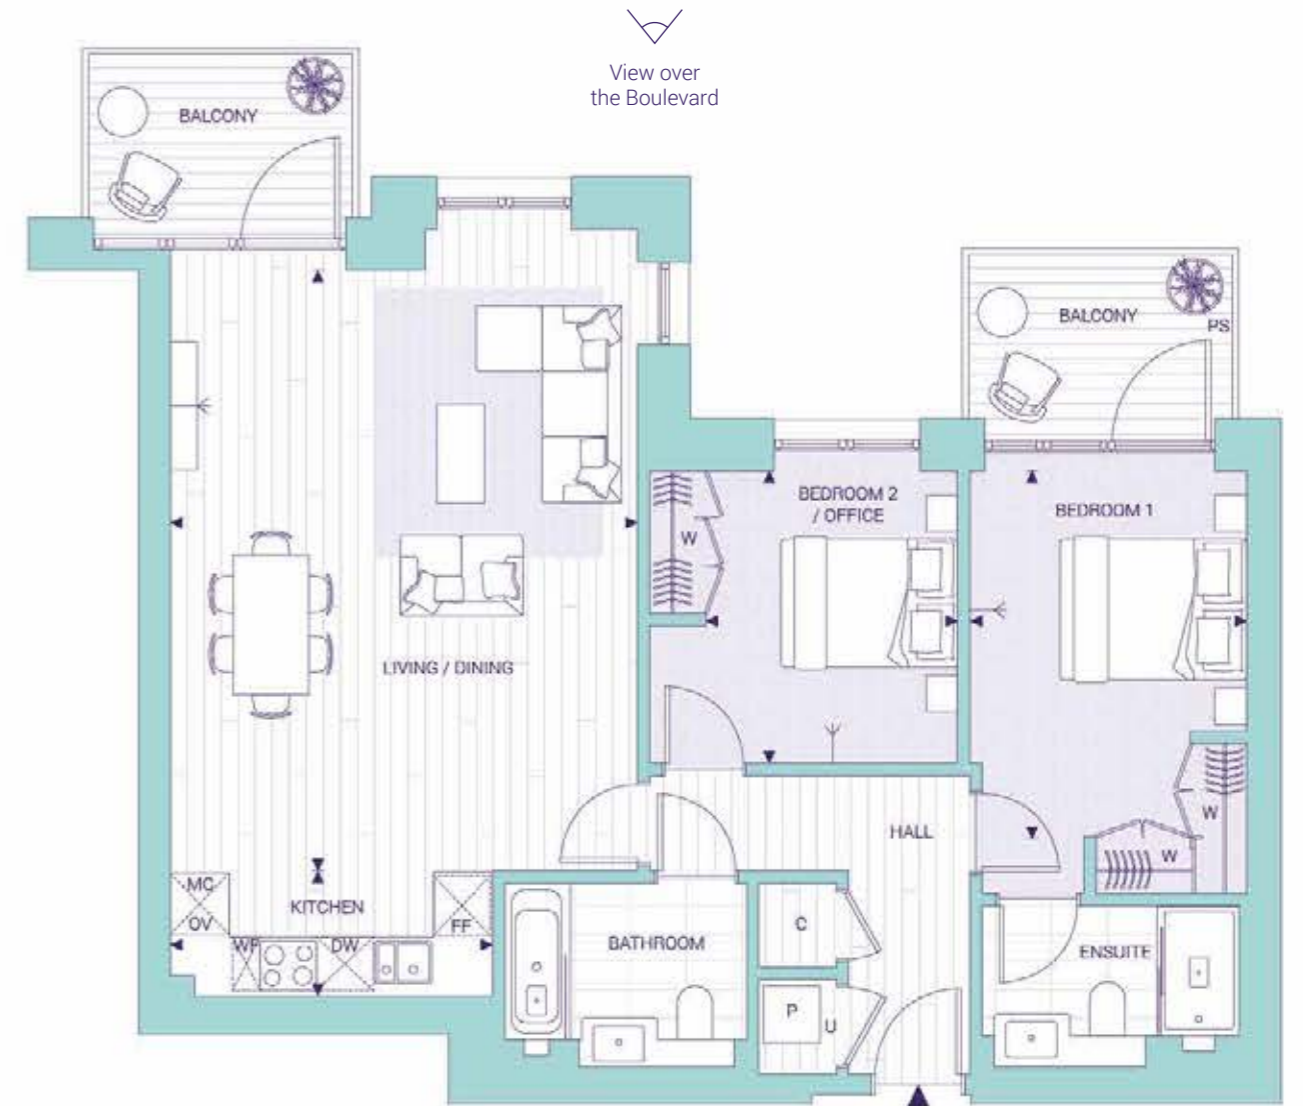 View over
the Boulevard
BALCONY
BALCONY
PS
BEDROOM 2
/ OFFICE
BEDROOM 1
W
LIVING / DINING
HALL
W
W
MC
OV
KITCHEN
FF
WF
DW
BATHROOM
C
ENSUITE
P
U